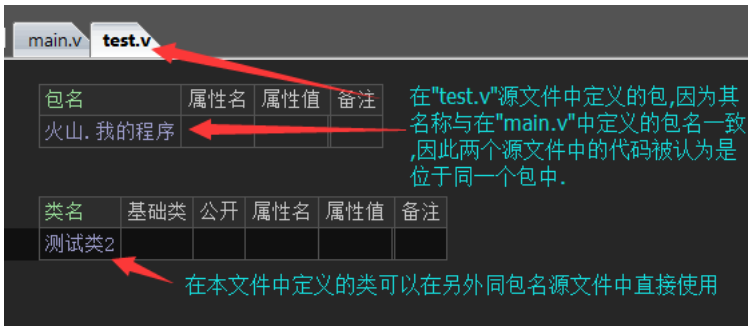 main.v test.v
包名 属性名 属性值 备注
火山.我的程序
在"test.v"源文件中定义的包,因为其
名称与在"main.v"中定义的包名一致
,因此两个源文件中的代码被认为是
位于同一个包中.
类名 基础类 公开 属性名 属性值 备注
测试类2
在本文件中定义的类可以在另外同包名源文件中直接使用